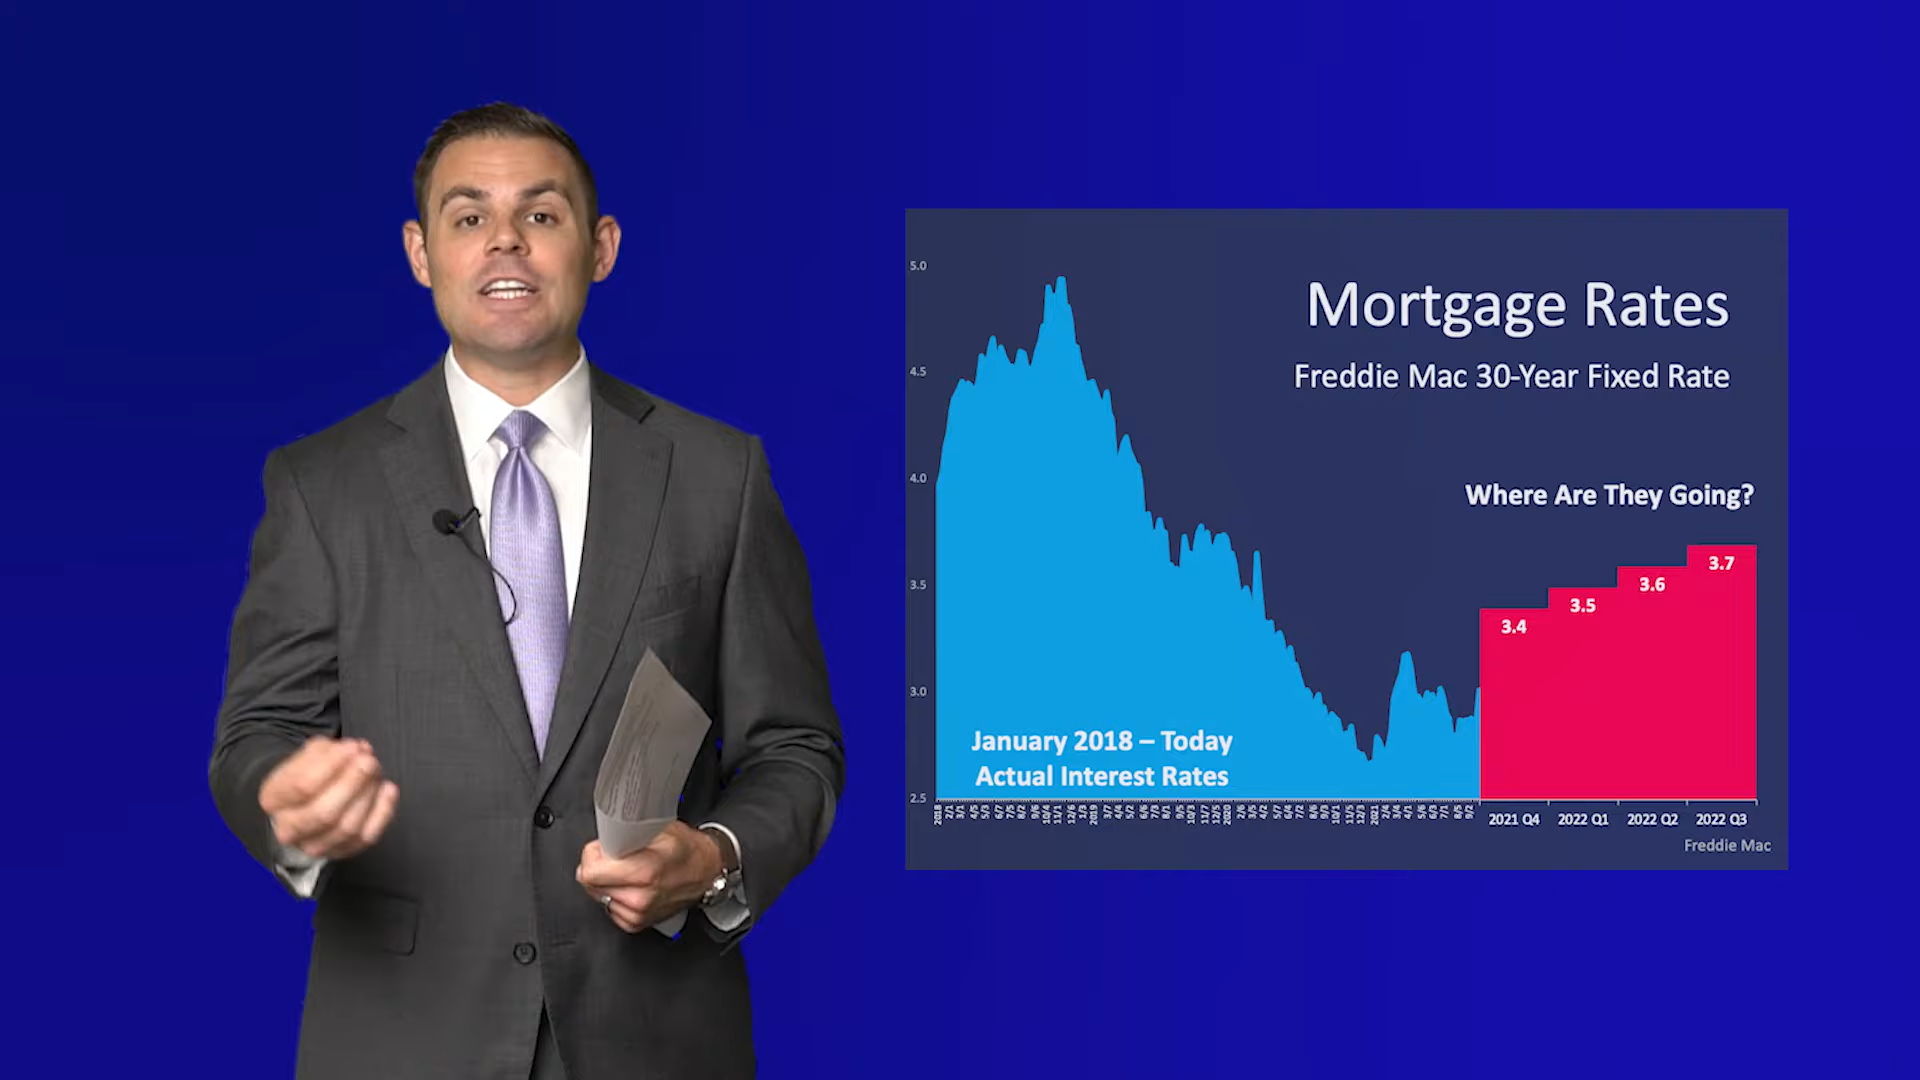 Mortgage Rates
Freddie Mac 30-Year Fixed Rate
Where Are They Going?
5.0
4.5
4.0
3.5
3.0
2.5
3.4
3.5
3.6
3.7
January 2018 – Today
Actual Interest Rates
2021 Q4 2022 Q1 2022 Q2 2022 Q3
Freddie Mac